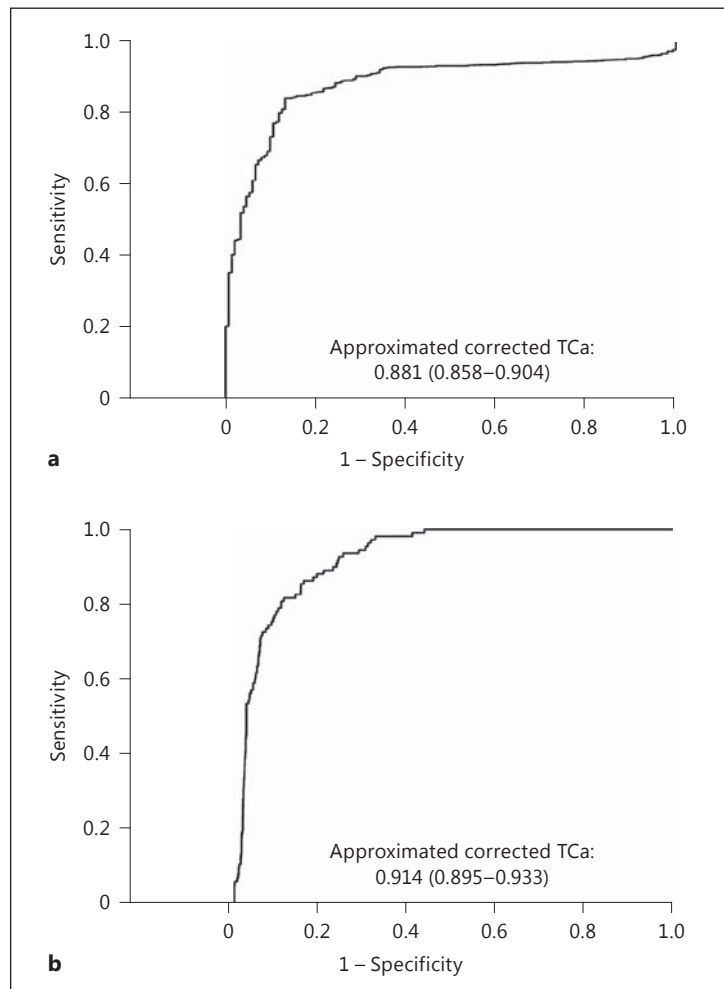 1.0
0.8
0.6
0.4
0.2
0
Sensitivity
Approximated corrected TCa:
0.881 (0.858–0.904)
0 0.2 0.4 0.6 0.8 1.0
1 – Specificity
a
1.0
0.8
0.6
0.4
0.2
0
Sensitivity
Approximated corrected TCa:
0.914 (0.895–0.933)
0 0.2 0.4 0.6 0.8 1.0
1 – Specificity
b